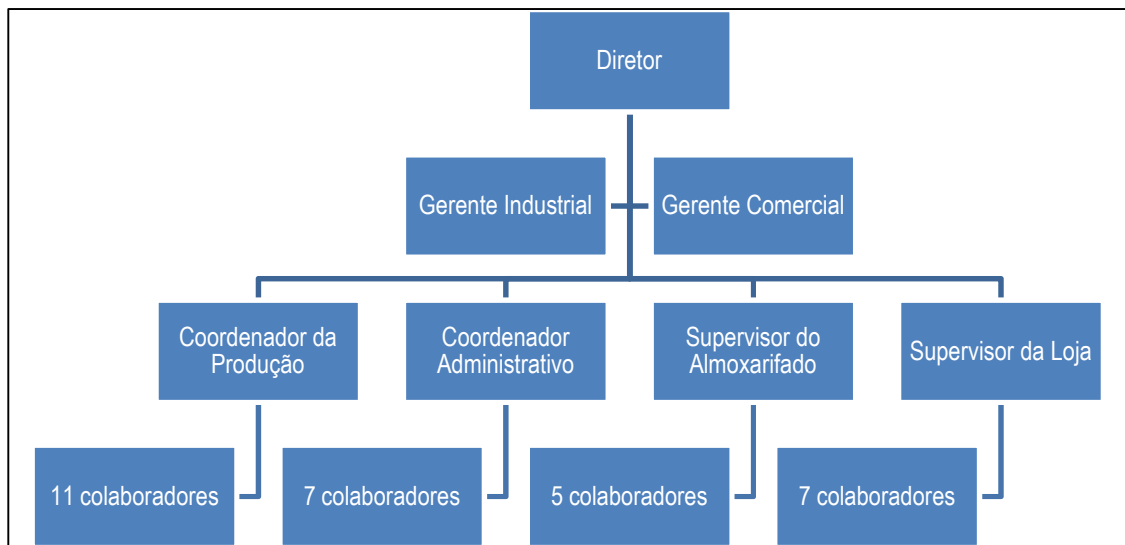 Diretor
Gerente Industrial
Gerente Comercial
Coordenador da
Produção
Coordenador
Administrativo
Supervisor do
Almoxarifado
Supervisor da Loja
11 colaboradores
7 colaboradores
5 colaboradores
7 colaboradores